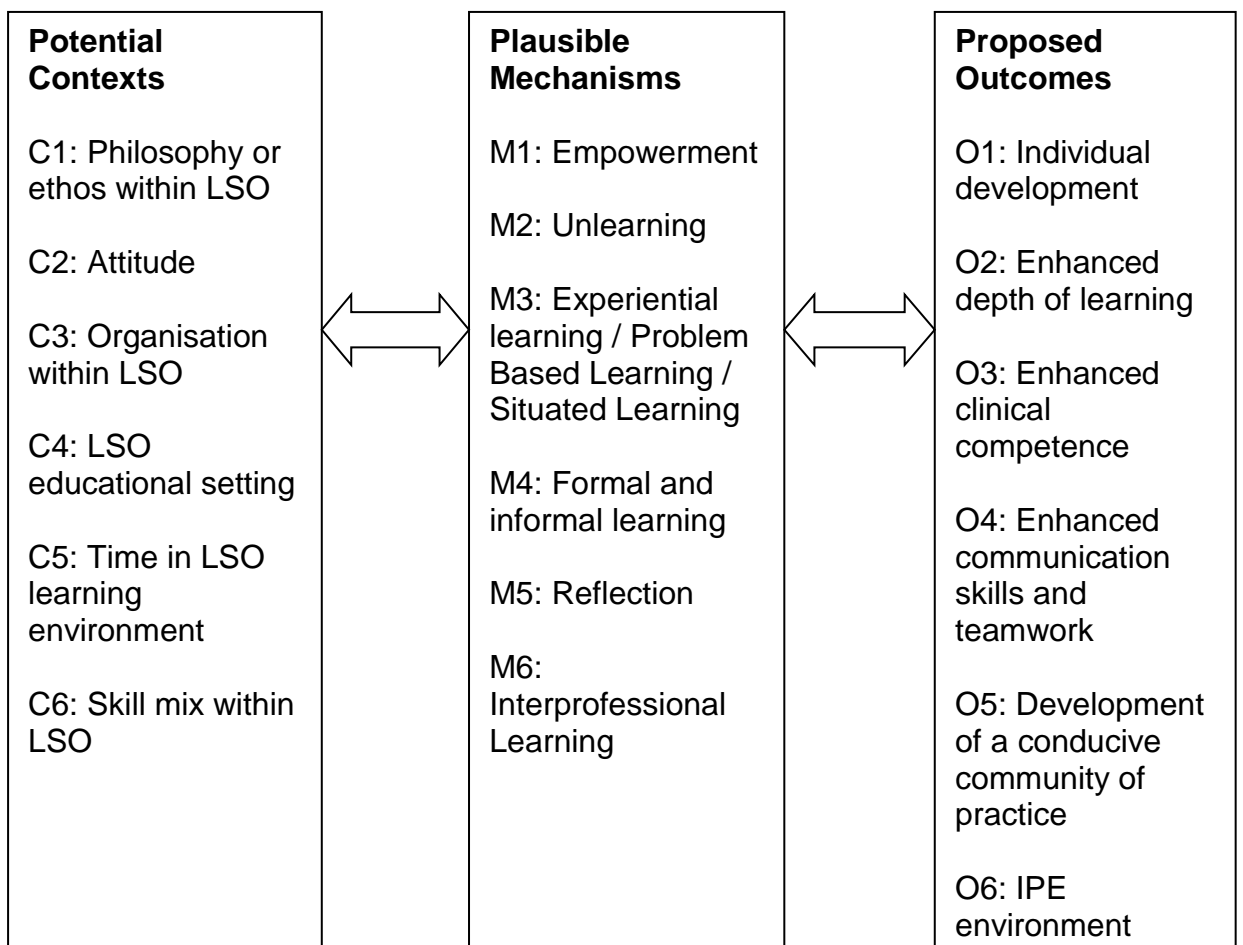 Potential
Contexts
C1: Philosophy or
ethos within LSO
C2: Attitude
C3: Organisation
within LSO
C4: LSO
educational setting
C5: Time in LSO
learning
environment
C6: Skill mix within
LSO
Plausible
Mechanisms
M1: Empowerment
M2: Unlearning
M3: Experiential
learning / Problem
Based Learning /
Situated Learning
M4: Formal and
informal learning
M5: Reflection
M6:
Interprofessional
Learning
Proposed
Outcomes
O1: Individual
development
O2: Enhanced
depth of learning
O3: Enhanced
clinical
competence
O4: Enhanced
communication
skills and
teamwork
O5: Development
of a conducive
community of
practice
O6: IPE
environment